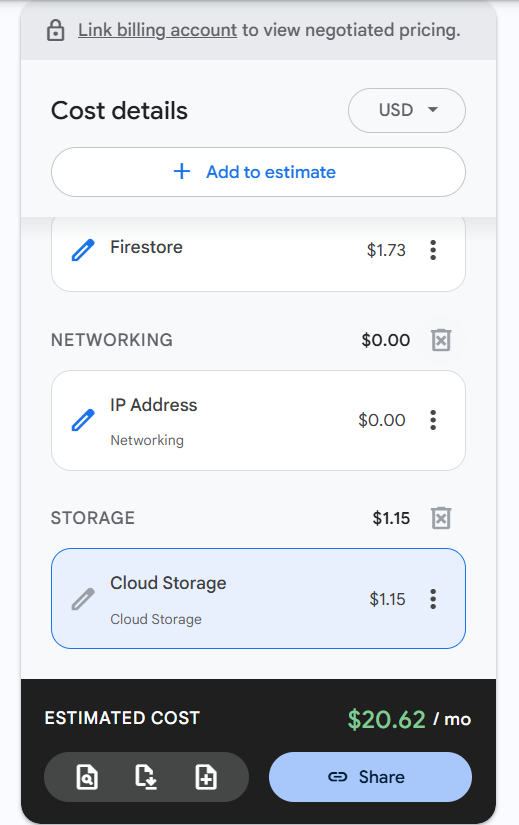 Link billing account to view negotiated pricing.
Cost details
USD
+ Add to estimate
Firestore
$1.73
NETWORKING
$0.00
IP Address
$0.00
Networking
STORAGE
$1.15
Cloud Storage
$1.15
Cloud Storage
ESTIMATED COST
$20.62 / mo
Share